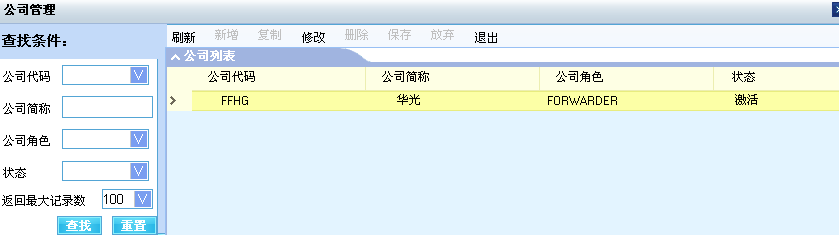 公司管理
查找条件：
公司代码
公司简称
公司角色
状态
返回最大记录数 100
查找 重置
刷新 新增 复制 修改 删除 保存 放弃 退出
公司列表
公司代码 公司简称 公司角色 状态
FFHG 华光 FORWARDER 激活